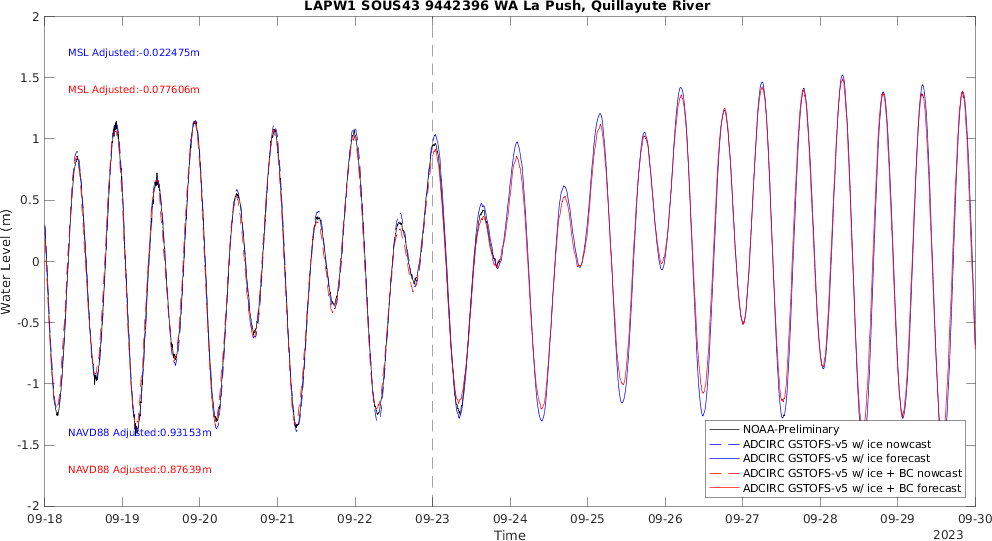 LAPW1 SOUS43 9442396 WA La Push, Quillayute River
2
1.5
1
0.5
0
-0.5
-1
-1.5
-2
Water Level (m)
MSL Adjusted:-0.022475m
MSL Adjusted:-0.077606m
NAVD88 Adjusted:0.93153m
NAVD88 Adjusted:0.87639m
NOAA-Preliminary
ADCIRC GSTOFS-v5 w/ ice nowcast
ADCIRC GSTOFS-v5 w/ ice forecast
ADCIRC GSTOFS-v5 w/ ice + BC nowcast
ADCIRC GSTOFS-v5 w/ ice + BC forecast
09-18 09-19 09-20 09-21 09-22 09-23 09-24 09-25 09-26 09-27 09-28 09-29 09-30
Time
2023